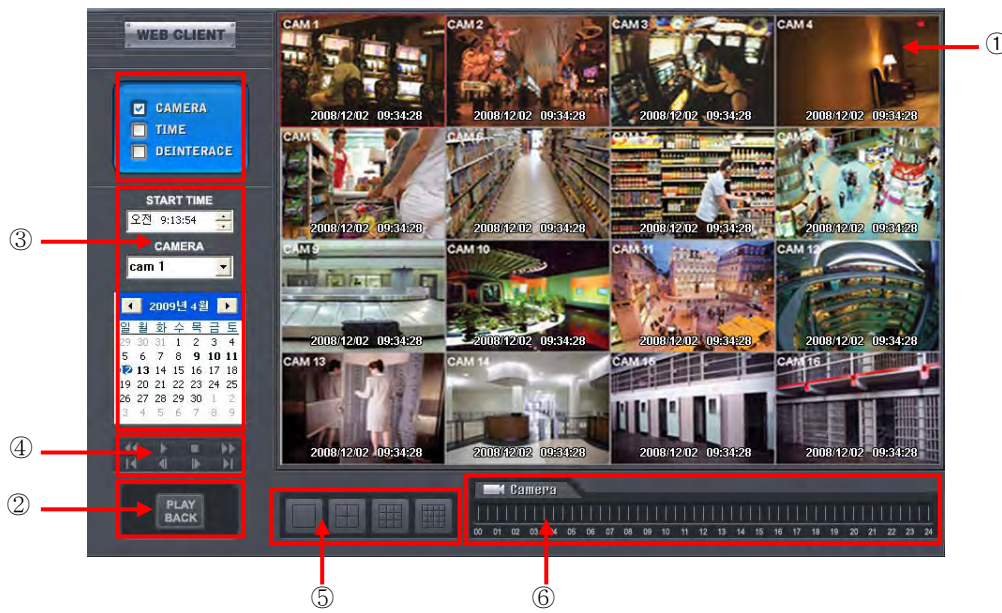 WEB CLIENT
CAMERA
TIME
DEINTERACE
START TIME
오전 9:13:54
CAMERA
cam 1
2009년 4월
일 월 화 수 목 금 토
29 30 31 1 2 3 4
5 6 7 8 9 10 11
12 13 14 15 16 17 18
19 20 21 22 23 24 25
26 27 28 29 30 1 2
3 4 5 6 7 8 9
PLAY
BACK
CAM 1 CAM 2 CAM 3 CAM 4
2008/12/02 09:34:28 2008/12/02 09:34:28 2008/12/02 09:34:28 2008/12/02 09:34:28
CAM 5 CAM 6 CAM 7 CAM 8
2008/12/02 09:34:28 2008/12/02 09:34:28 2008/12/02 09:34:28 2008/12/02 09:34:28
CAM 9 CAM 10 CAM 11 CAM 12
2008/12/02 09:34:28 2008/12/02 09:34:28 2008/12/02 09:34:28 2008/12/02 09:34:28
CAM 13 CAM 14 CAM 15 CAM 16
2008/12/02 09:34:28 2008/12/02 09:34:28 2008/12/02 09:34:28 2008/12/02 09:34:28
Camera
00 01 02 03 04 05 06 07 08 09 10 11 12 13 14 15 16 17 18 19 20 21 22 23 24
①
③
④
②
⑤
⑥